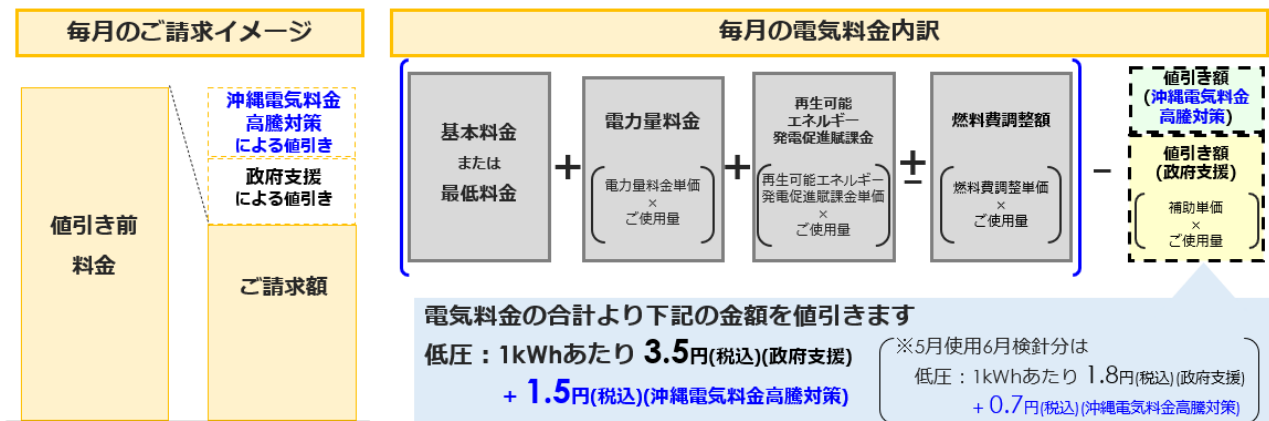 毎月のご請求イメージ
値引き前
料金
沖縄電気料金
高騰対策
による値引き
政府支援
による値引き
ご請求額
毎月の電気料金内訳
基本料金
または
最低料金
＋
電力量料金
電力量料金単価
×
ご使用量
＋
再生可能
エネルギー
発電促進賦課金
再生可能エネルギー
発電促進賦課金単価
×
ご使用量
±
燃料費調整額
燃料費調整単価
×
ご使用量
－
値引き額
(沖縄電気料金
高騰対策)
値引き額
(政府支援)
補助単価
×
ご使用量
電気料金の合計より下記の金額を値引きます
低圧：1kWhあたり 3.5円(税込)(政府支援)
+ 1.5円(税込)(沖縄電気料金高騰対策)
※5月使用6月検針分は
低圧：1kWhあたり 1.8円(税込)(政府支援)
+ 0.7円(税込)(沖縄電気料金高騰対策)